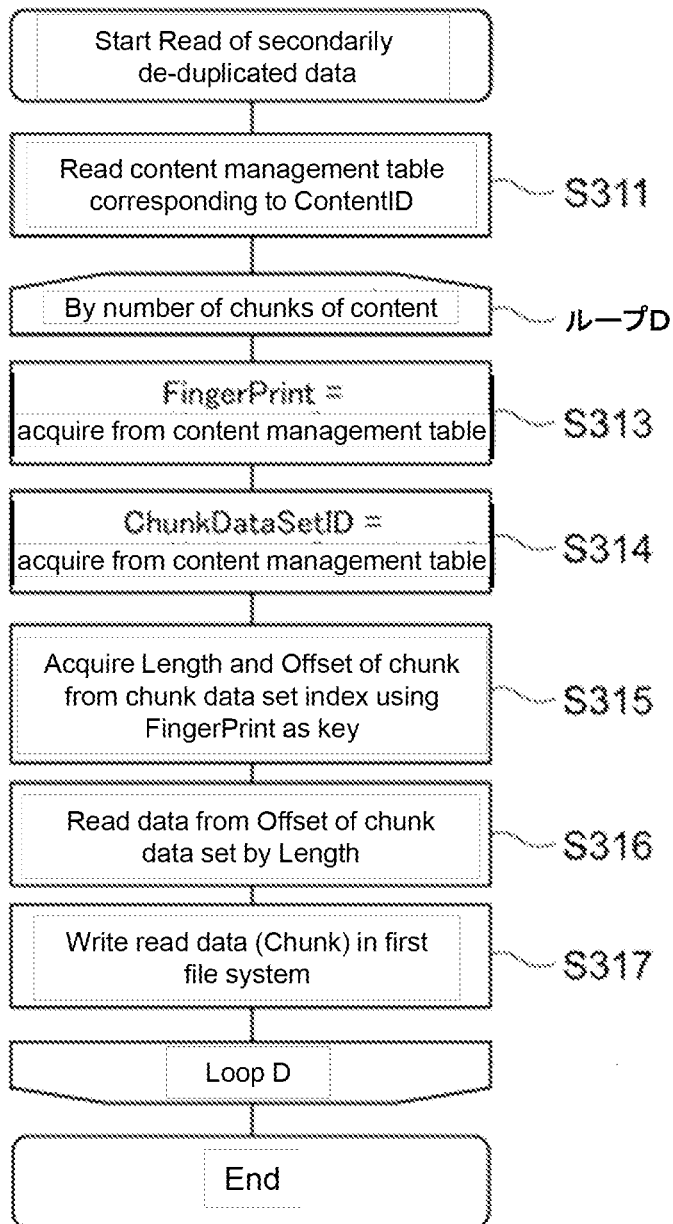 Start Read of secondarily
de-duplicated data
Read content management table
corresponding to ContentID
S311
By number of chunks of content
ループD
FingerPrint =
acquire from content management table
S313
ChunkDataSetID =
acquire from content management table
S314
Acquire Length and Offset of chunk
from chunk data set index using
FingerPrint as key
S315
Read data from Offset of chunk
data set by Length
S316
Write read data (Chunk) in first
file system
S317
Loop D
End